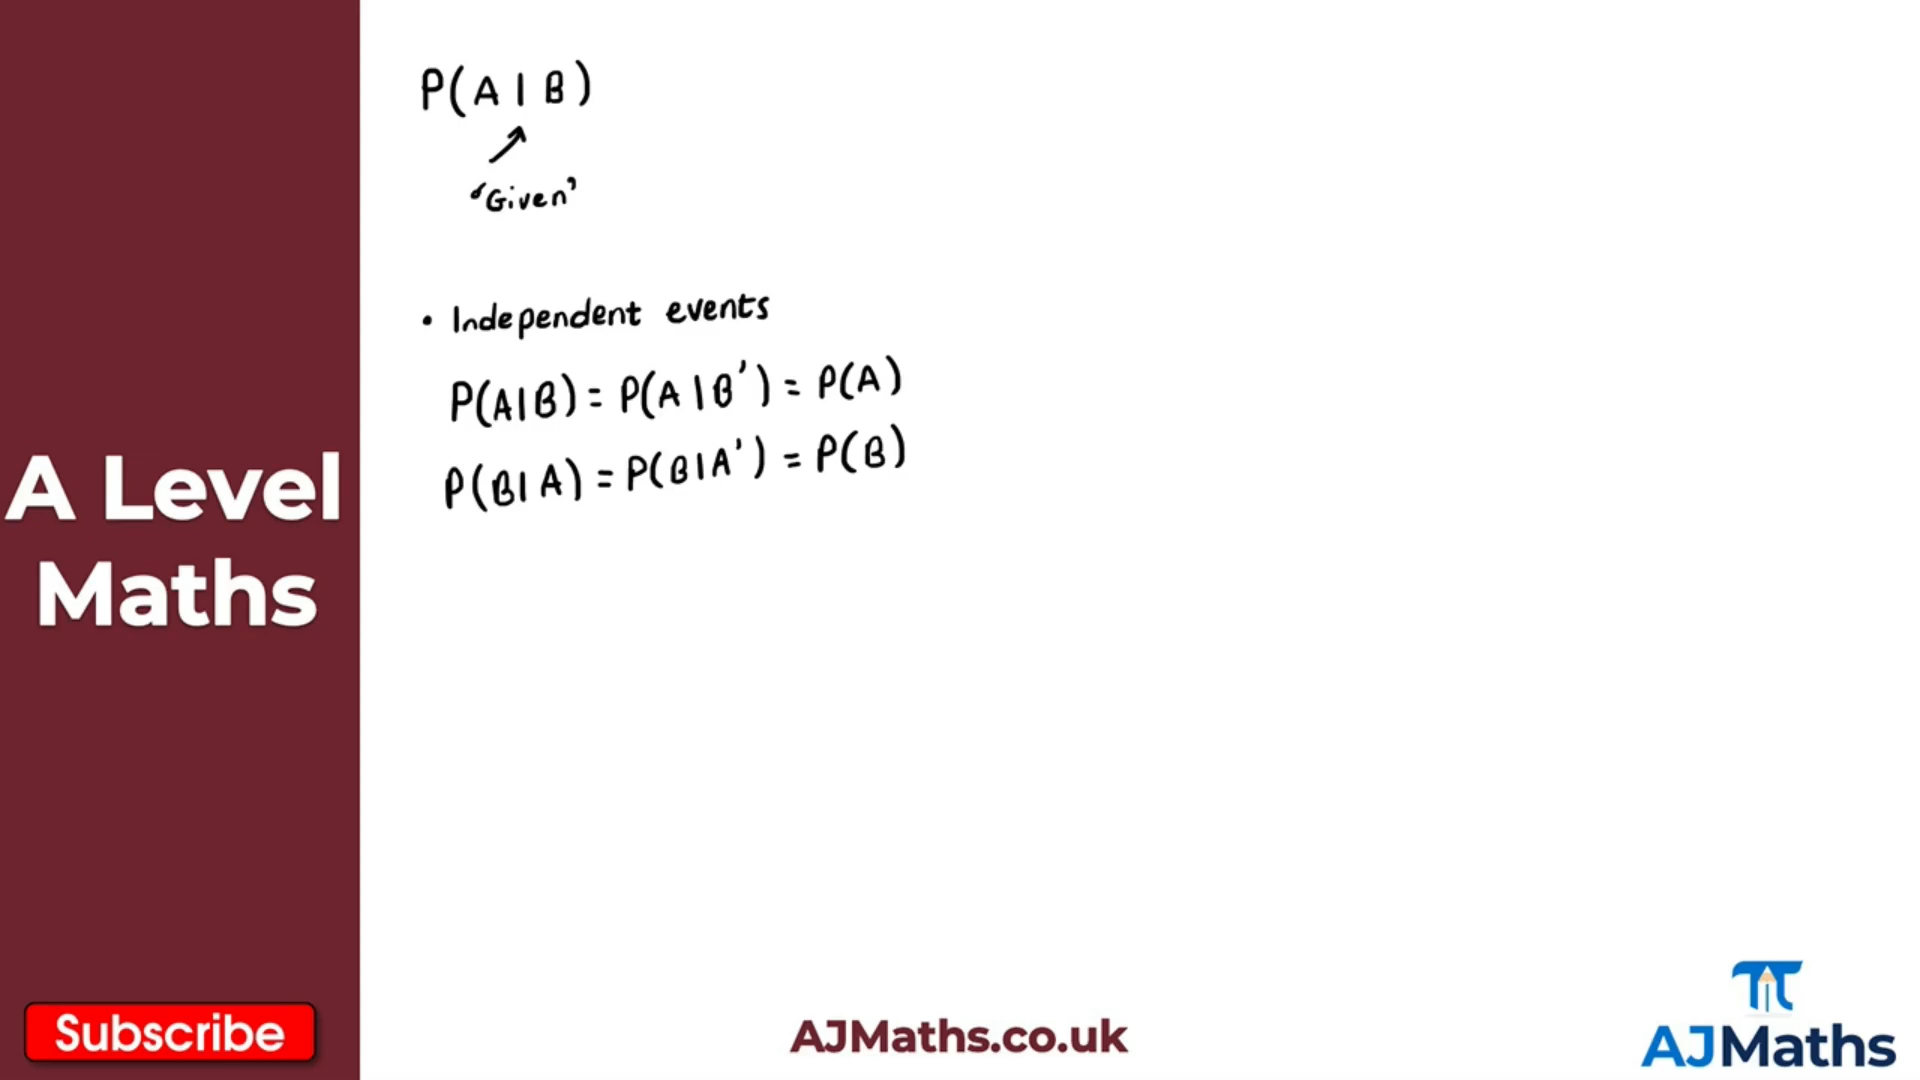 P(A | B)
'Given'
• Independent events
P(A|B) = P(A | B') = P(A)
P(B|A) = P(B|A') = P(B)
A Level
Maths
Subscribe
AJMaths.co.uk
AJMaths